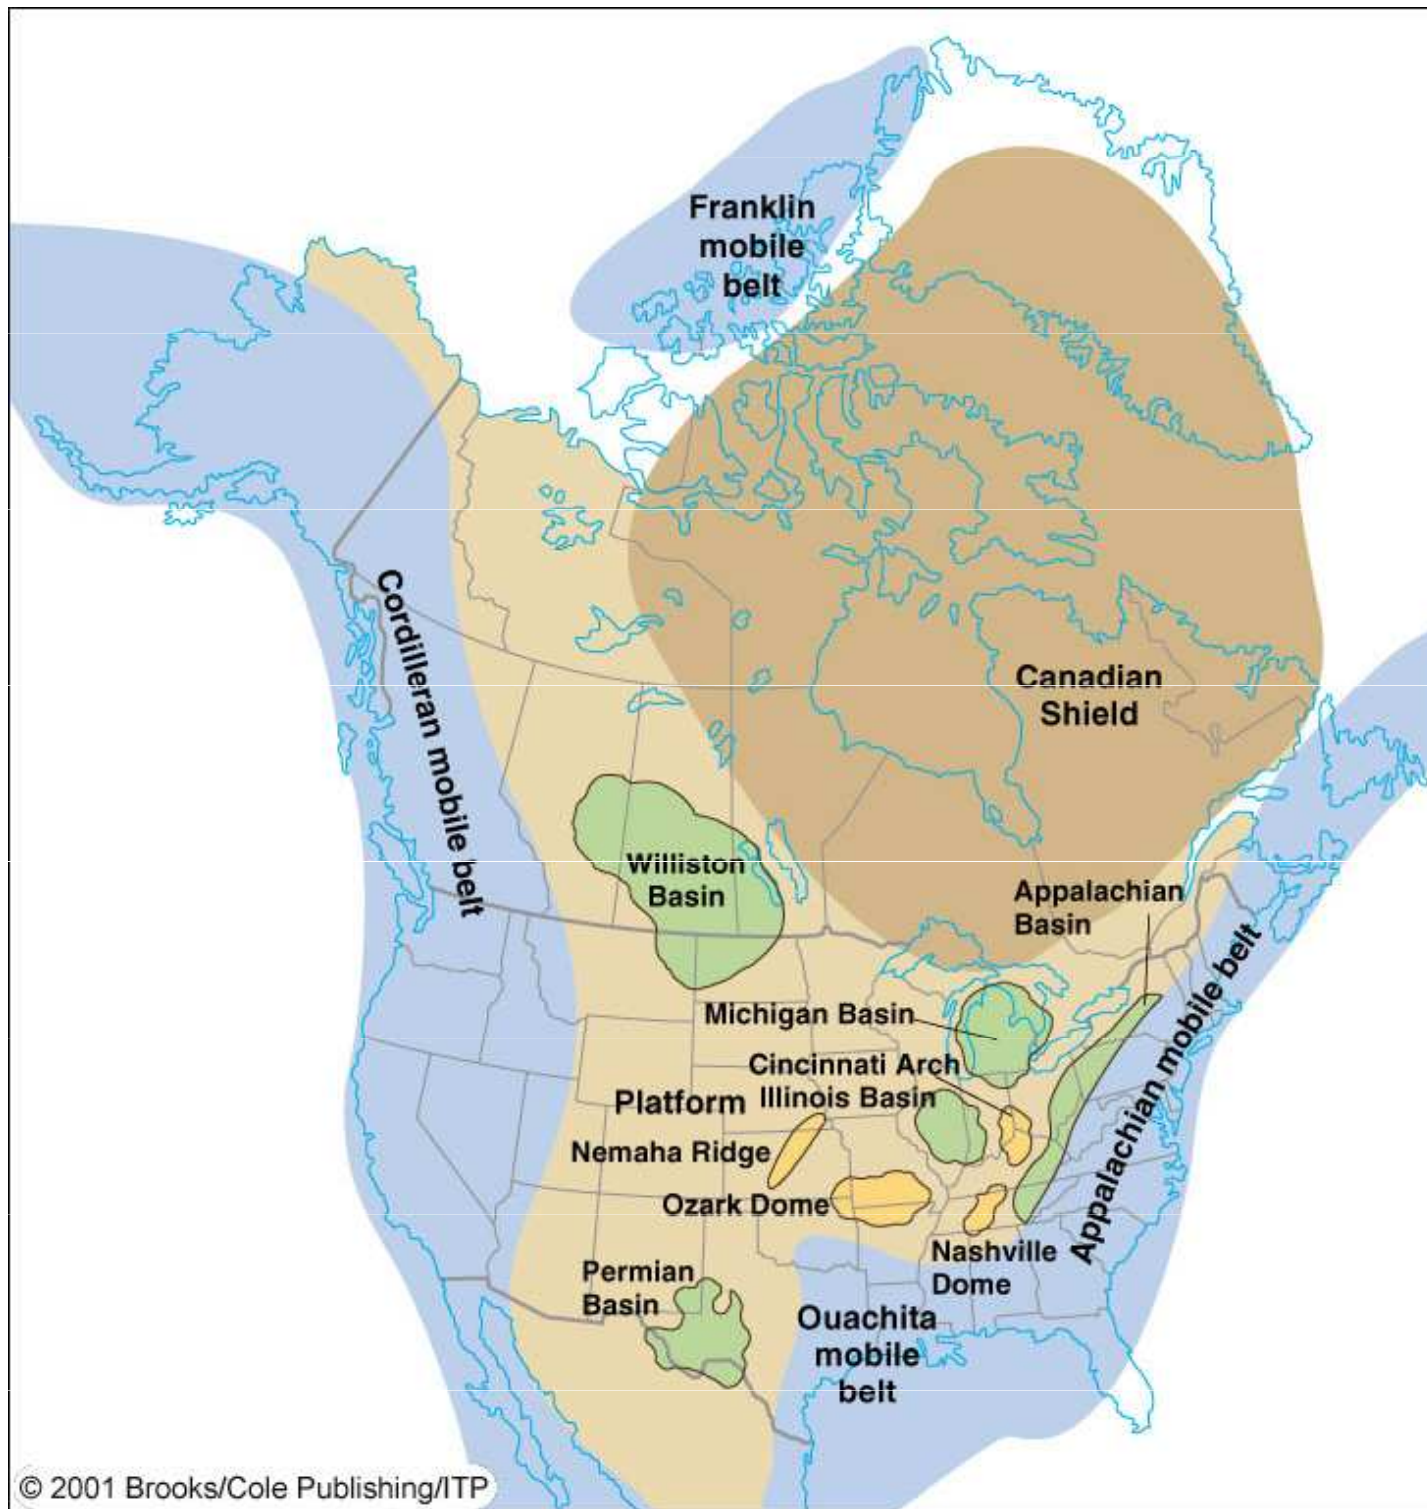 Franklin
mobile
belt
Cordilleran mobile belt
Canadian
Shield
Williston
Basin
Appalachian
Basin
Appalachian mobile belt
Michigan Basin
Cincinnati Arch
Illinois Basin
Platform
Nemaha Ridge
Ozark Dome
Nashville
Dome
Permian
Basin
Ouachita
mobile
belt
© 2001 Brooks/Cole Publishing/ITP